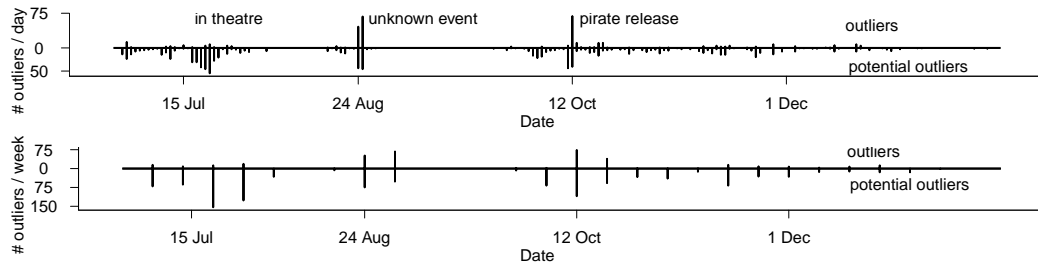 # outliers / day
75
0
50
in theatre
unknown event
pirate release
outliers
potential outliers
15 Jul
24 Aug
12 Oct
1 Dec
Date
# outliers / week
75
0
75
150
outliers
potential outliers
15 Jul
24 Aug
12 Oct
1 Dec
Date